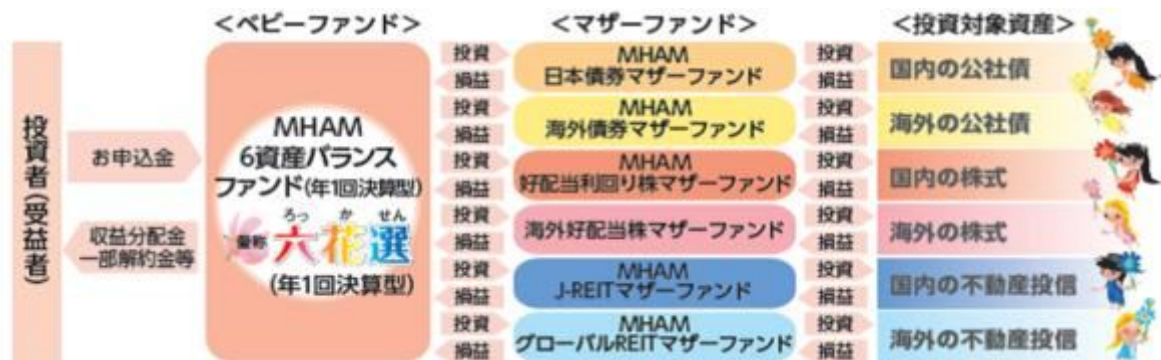 ＜ベビーファンド＞
＜マザーファンド＞
＜投資対象資産＞
投資者(受益者)
お申込金
収益分配金
一部解約金等
MHAM
6資産バランス
ファンド(年1回決算型)
ろっ か せん
愛称 六花選
(年1回決算型)
投資
損益
MHAM
日本債券マザーファンド
投資
損益
国内の公社債
投資
損益
MHAM
海外債券マザーファンド
投資
損益
海外の公社債
投資
損益
MHAM
好配当利回り株マザーファンド
投資
損益
国内の株式
投資
損益
海外好配当株マザーファンド
投資
損益
海外の株式
投資
損益
MHAM
J-REITマザーファンド
投資
損益
国内の不動産投信
投資
損益
MHAM
グローバルREITマザーファンド
投資
損益
海外の不動産投信